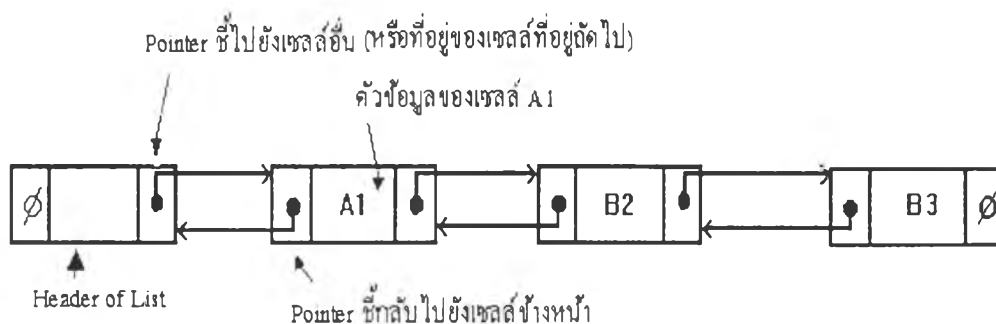 Pointer ชี้ไปยังเซลล์อื่น (หรือที่อยู่ของเซลล์ที่อยู่ถัดไป)
ตัวข้อมูลของเซลล์ A1
∅ A1 B2 B3 ∅
Header of List
Pointer ชี้กลับไปยังเซลล์ข้างหน้า